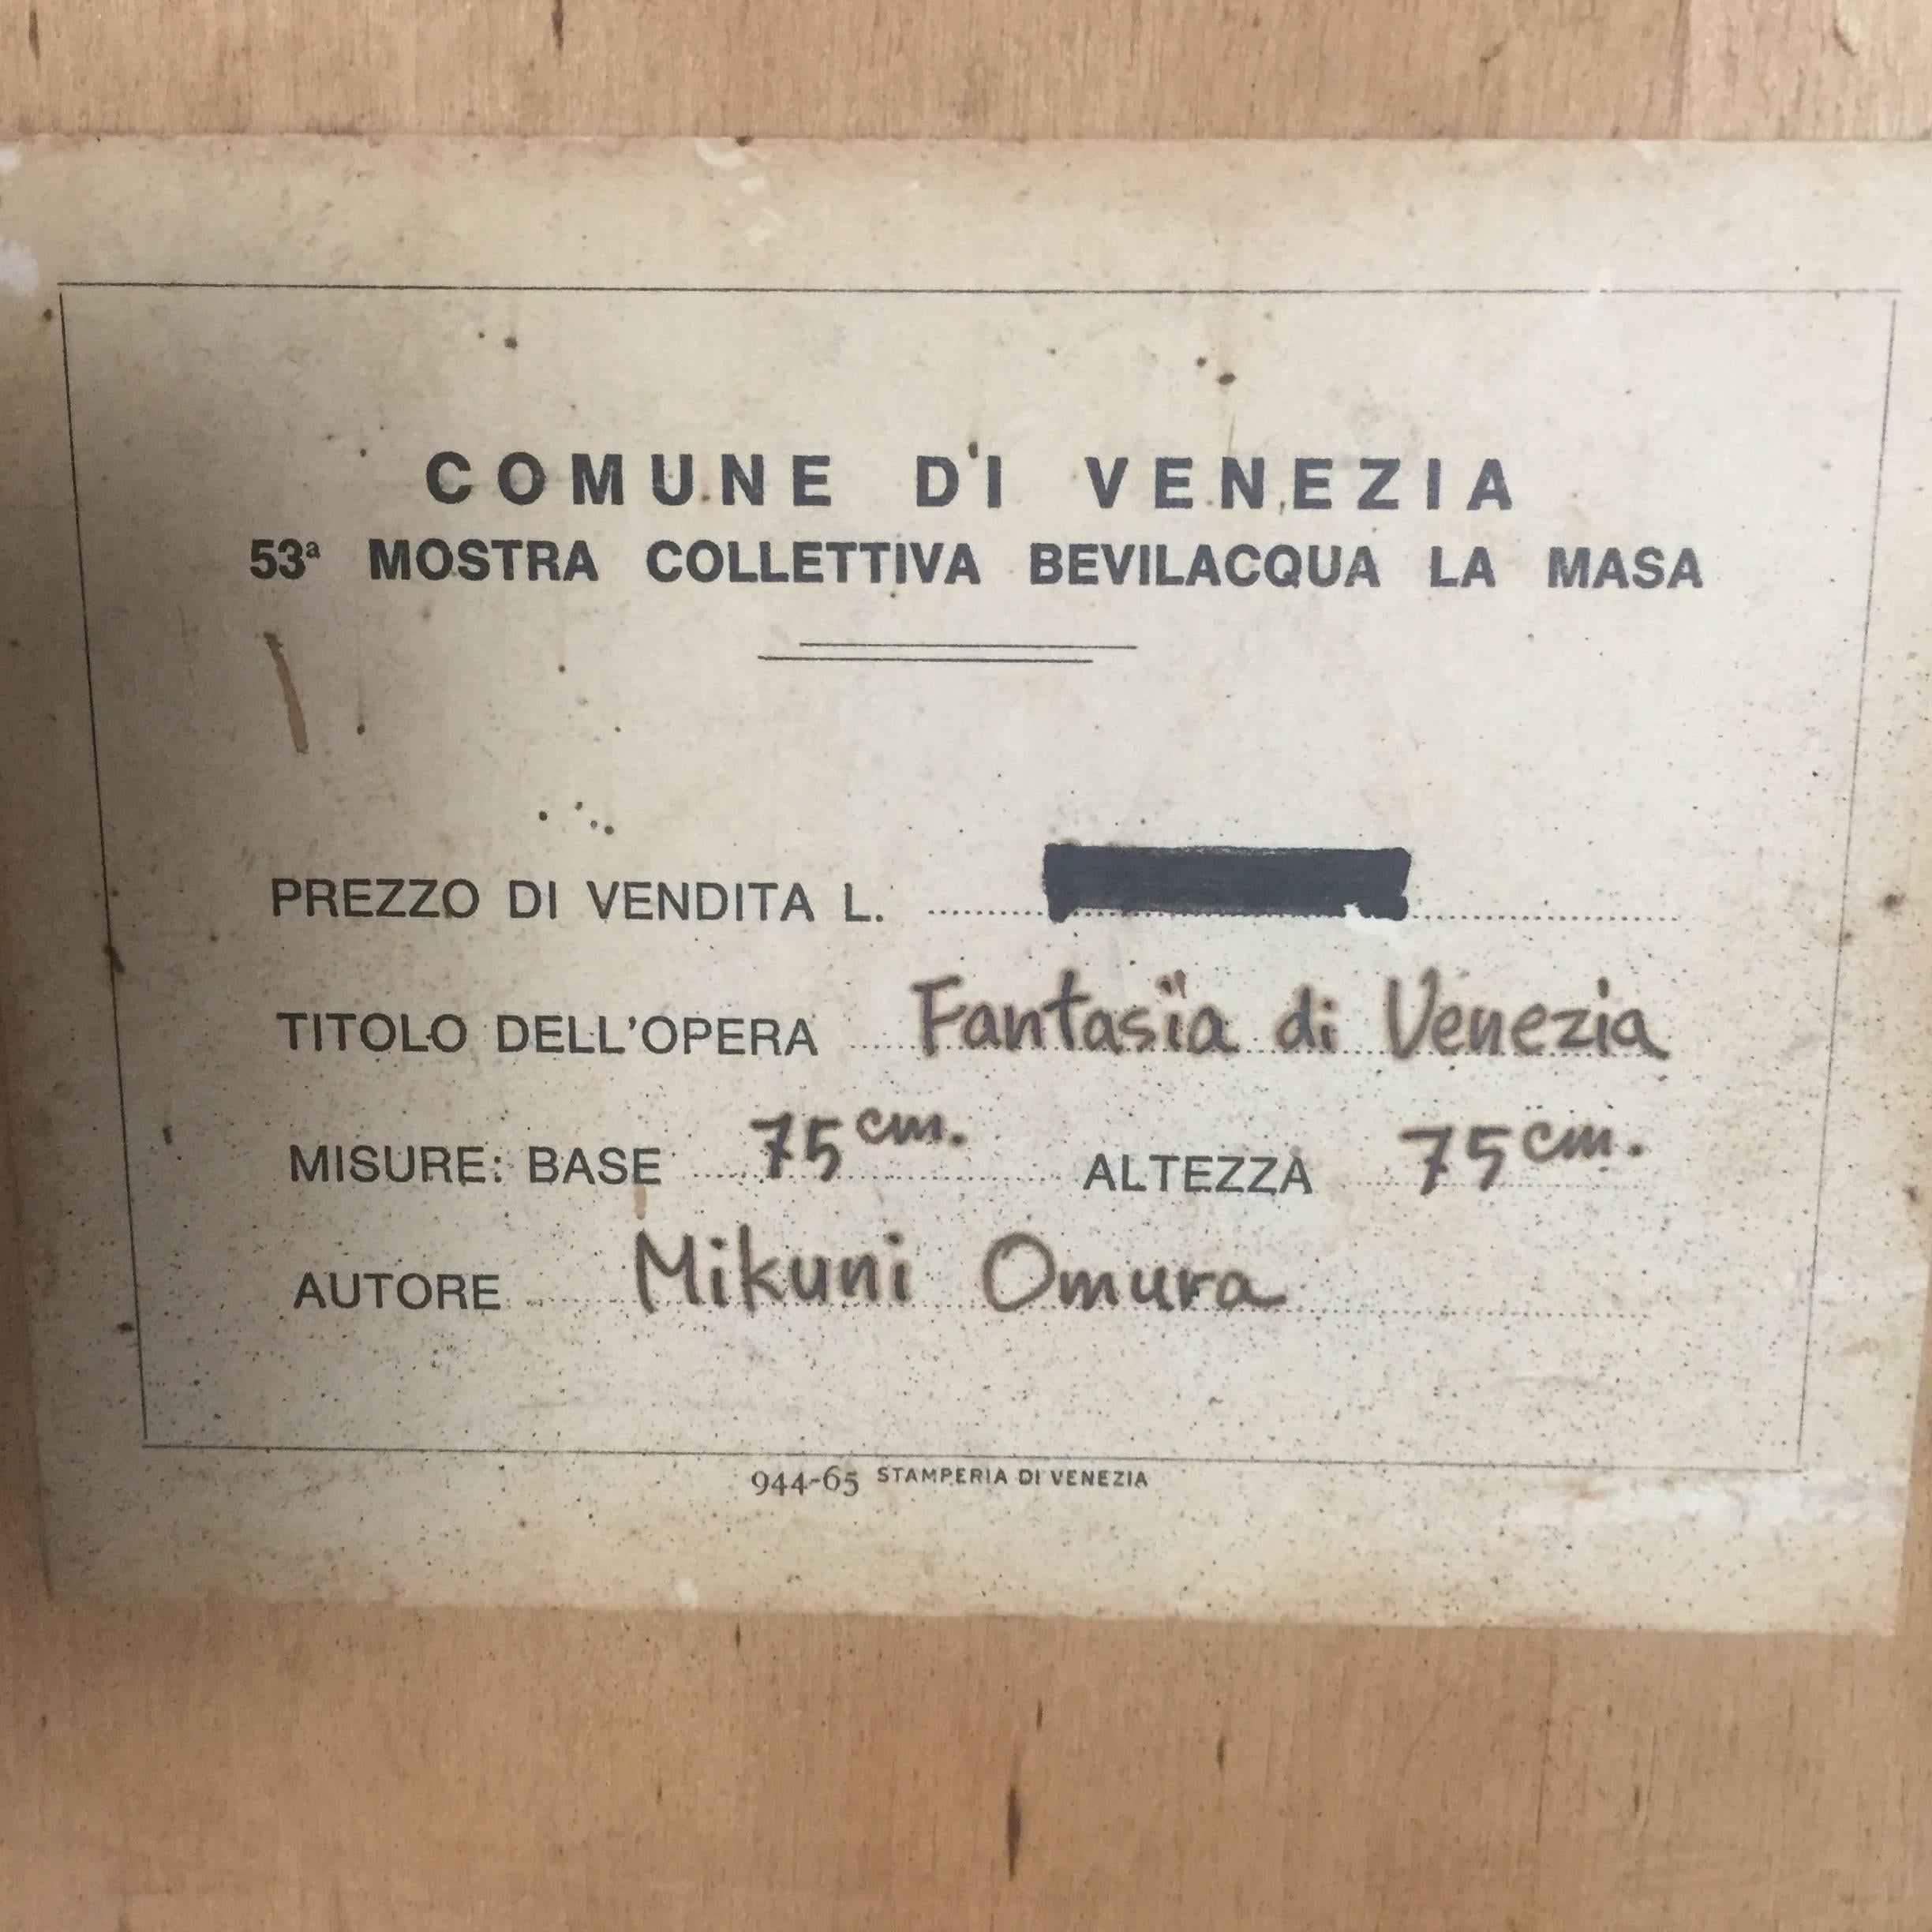 COMUNE DI VENEZIA
53ª MOSTRA COLLETTIVA BEVILACQUA LA MASA
PREZZO DI VENDITA L.
TITOLO DELL'OPERA Fantasia di Venezia
MISURE: BASE 75 cm. ALTEZZA 75 cm.
AUTORE Mikuni Omura
944-65 STAMPERIA DI VENEZIA